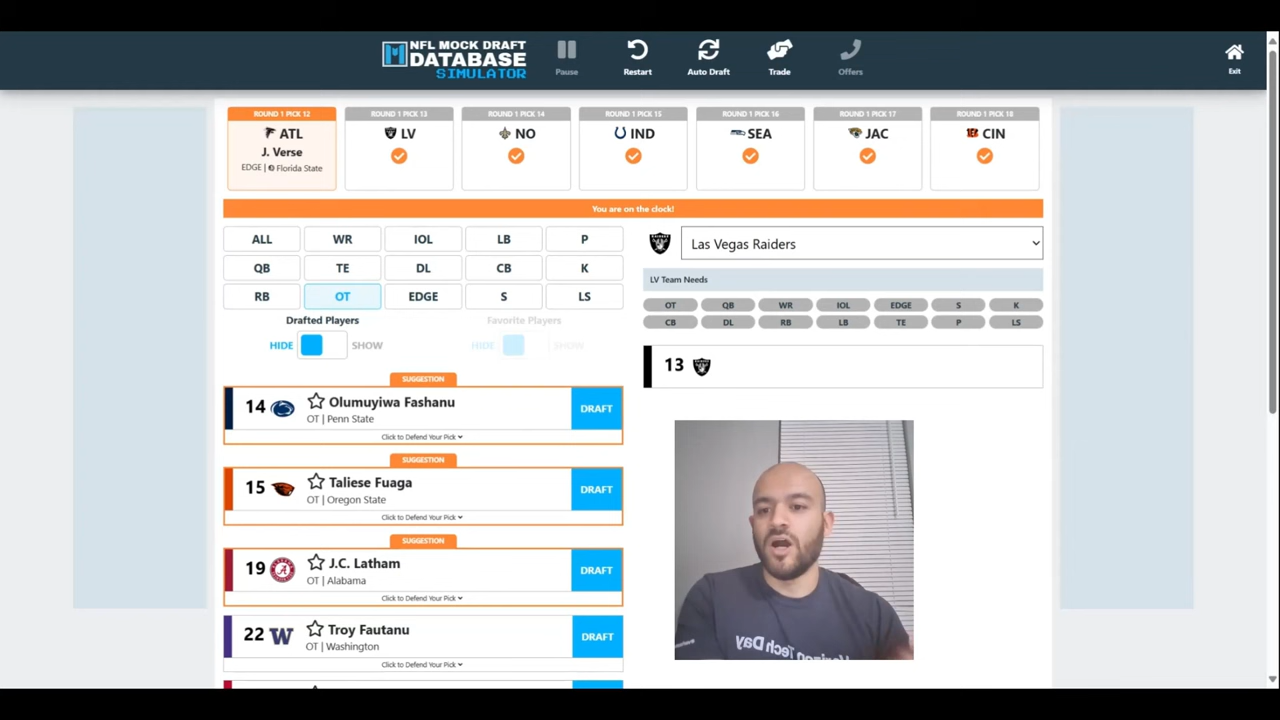 NFL MOCK DRAFT
DATABASE
SIMULATOR
Pause
Restart
Auto Draft
Trade
Offers
Exit
ROUND 1 PICK 12
ATL
J. Verse
EDGE | Florida State
ROUND 1 PICK 13
LV
ROUND 1 PICK 14
NO
ROUND 1 PICK 15
IND
ROUND 1 PICK 16
SEA
ROUND 1 PICK 17
JAC
ROUND 1 PICK 18
CIN
You are on the clock!
ALL WR IOL LB P
QB TE DL CB K
RB OT EDGE S LS
Drafted Players
HIDE SHOW
Favorite Players
HIDE SHOW
SUGGESTION
14 Olumuyiwa Fashanu
OT | Penn State
DRAFT
Click to Defend Your Pick
SUGGESTION
15 Taliese Fuaga
OT | Oregon State
DRAFT
Click to Defend Your Pick
SUGGESTION
19 J.C. Latham
OT | Alabama
DRAFT
Click to Defend Your Pick
22 W Troy Fautanu
OT | Washington
DRAFT
Click to Defend Your Pick
Las Vegas Raiders
LV Team Needs
OT QB WR IOL EDGE S K
CB DL RB LB TE P LS
13
Verizon Tech Day